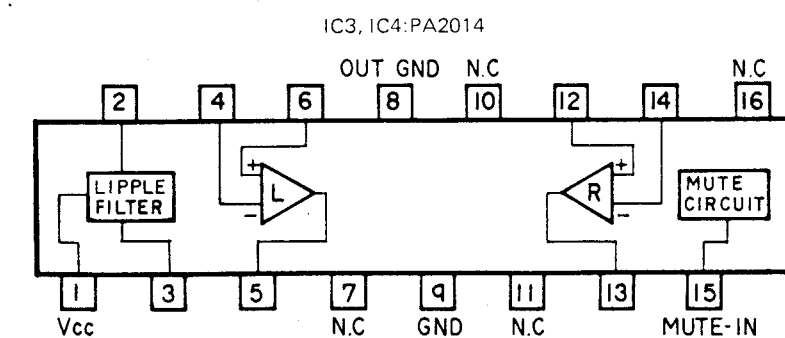 IC3, IC4:PA2014
OUT GND N.C N.C
2 4 6 8 10 12 14 16
+ +
LIPPLE
FILTER
L
R
MUTE
CIRCUIT
- -
1 3 5 7 9 11 13 15
Vcc N.C GND N.C MUTE-IN